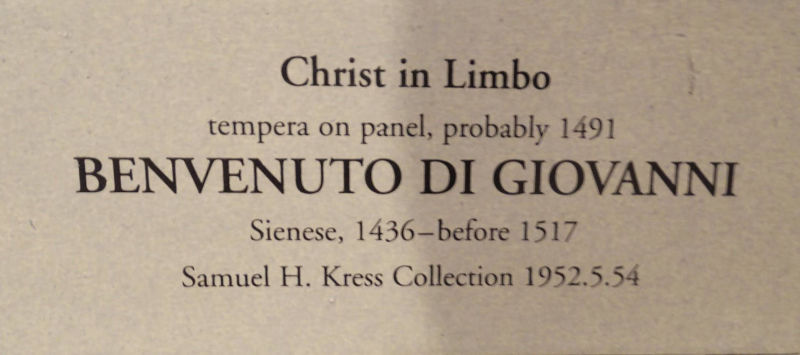 Christ in Limbo
tempera on panel, probably 1491
BENVENUTO DI GIOVANNI
Sienese, 1436–before 1517
Samuel H. Kress Collection 1952.5.54